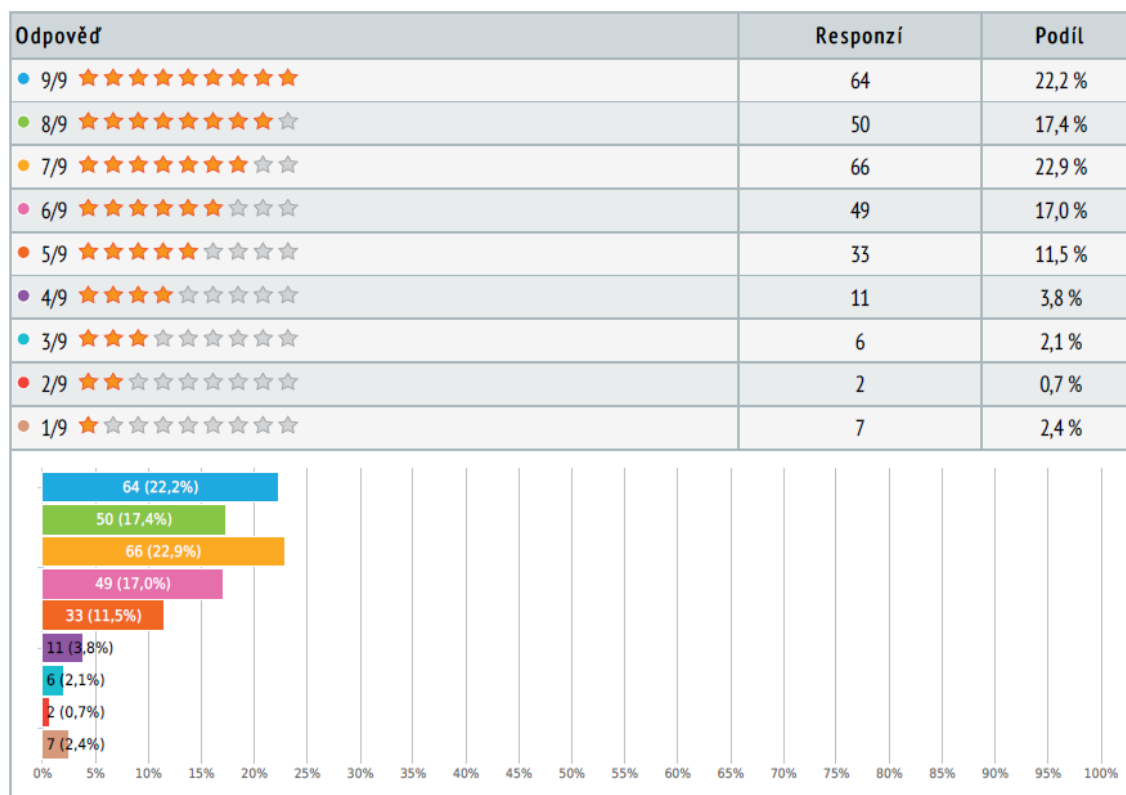 Odpověď Responzí Podíl
9/9 64 22,2 %
8/9 50 17,4 %
7/9 66 22,9 %
6/9 49 17,0 %
5/9 33 11,5 %
4/9 11 3,8 %
3/9 6 2,1 %
2/9 2 0,7 %
1/9 7 2,4 %
64 (22,2%)
50 (17,4%)
66 (22,9%)
49 (17,0%)
33 (11,5%)
11 (3,8%)
6 (2,1%)
2 (0,7%)
7 (2,4%)
0% 5% 10% 15% 20% 25% 30% 35% 40% 45% 50% 55% 60% 65% 70% 75% 80% 85% 90% 95% 100%